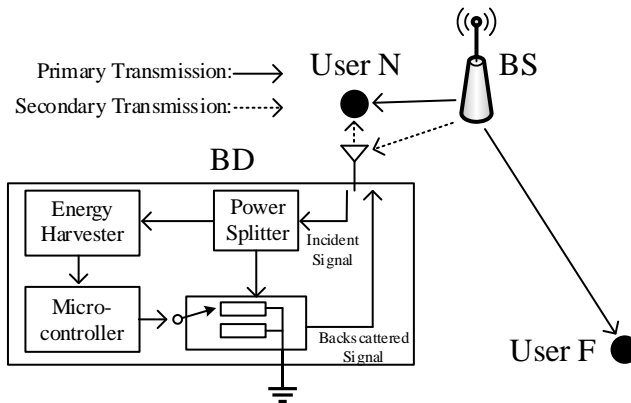 User N
BS
Primary Transmission:
Secondary Transmission:
BD
Energy
Harvester
Power
Splitter
Incident
Signal
Micro-
controller
Backscattered
Signal
User F